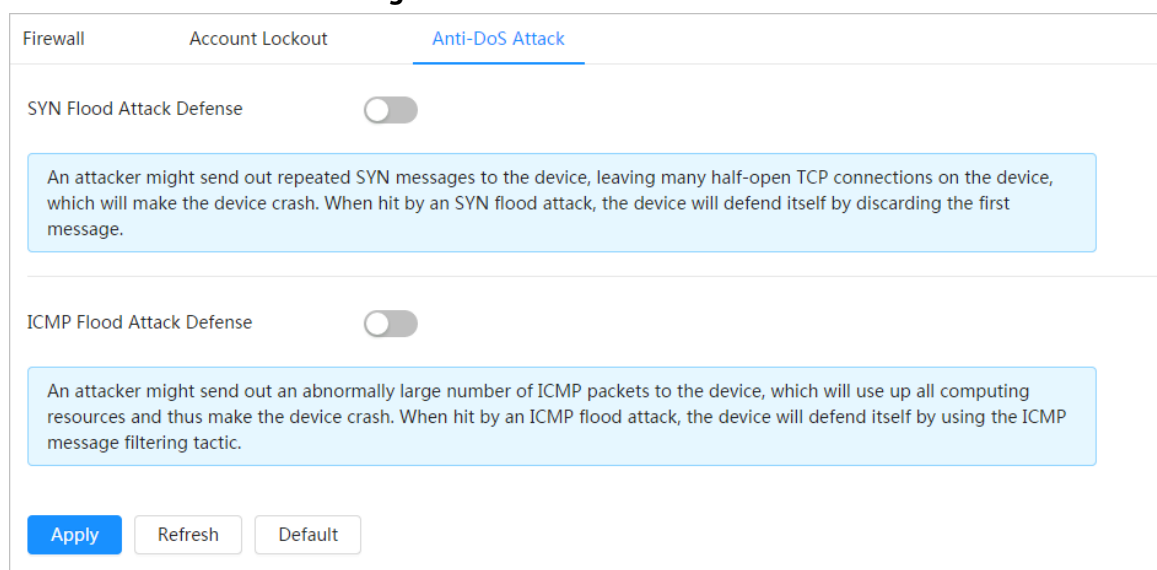 Firewall Account Lockout Anti-DoS Attack
SYN Flood Attack Defense
An attacker might send out repeated SYN messages to the device, leaving many half-open TCP connections on the device,
which will make the device crash. When hit by an SYN flood attack, the device will defend itself by discarding the first
message.
ICMP Flood Attack Defense
An attacker might send out an abnormally large number of ICMP packets to the device, which will use up all computing
resources and thus make the device crash. When hit by an ICMP flood attack, the device will defend itself by using the ICMP
message filtering tactic.
Apply Refresh Default